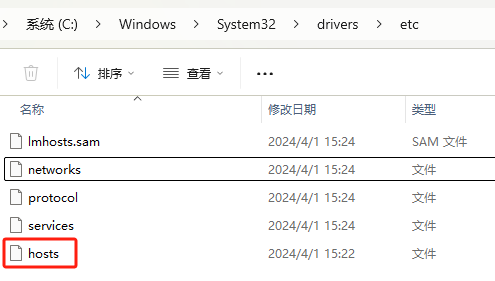 系统 (C:) > Windows > System32 > drivers > etc
排序 查看 ...
名称 修改日期 类型
lmhosts.sam 2024/4/1 15:24 SAM 文件
networks 2024/4/1 15:24 文件
protocol 2024/4/1 15:24 文件
services 2024/4/1 15:24 文件
hosts 2024/4/1 15:22 文件